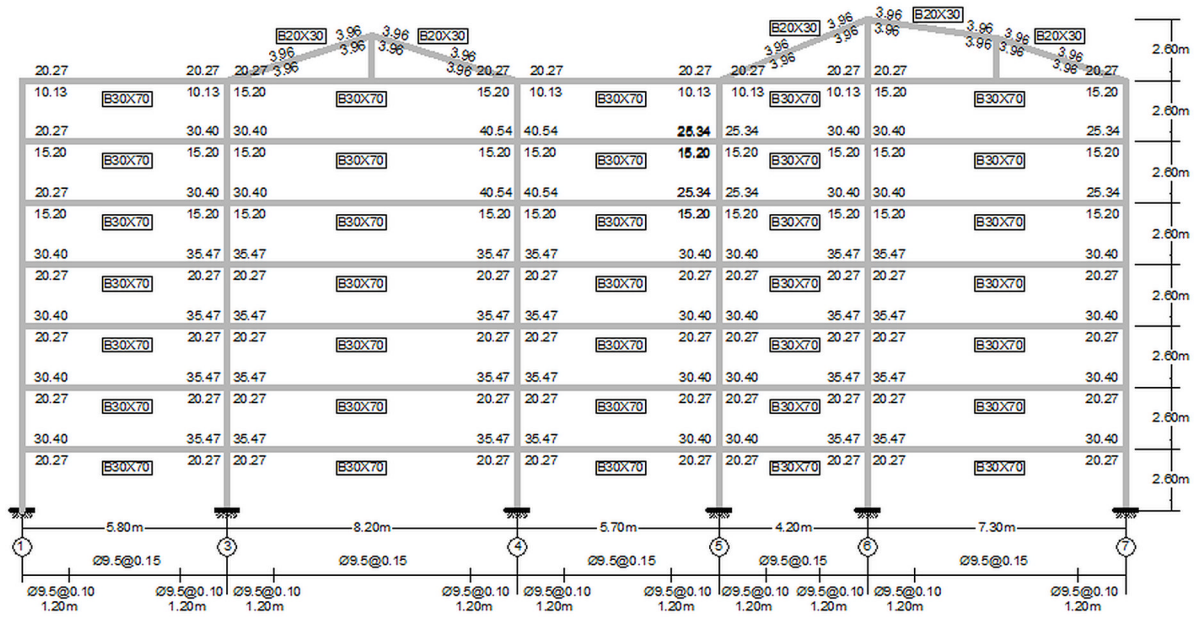 3.96 B20X30
B20X30 3.96 3.96 B20X30 3.96 3.96 3.96 3.96 B20X30
3.96 3.96 3.96 3.96 3.96 3.96 3.96 3.96 2.60m
3.96 3.96 3.96 3.96
20.27 20.27 20.27 20.27 20.27 20.27 20.27 20.27 20.27 20.27
10.13 B30X70 10.13 15.20 B30X70 15.20 10.13 B30X70 10.13 10.13 B30X70 10.13 15.20 B30X70 15.20
2.60m
20.27 30.40 30.40 40.54 40.54 25.34 25.34 30.40 30.40 25.34
15.20 B30X70 15.20 15.20 B30X70 15.20 15.20 B30X70 15.20 15.20 B30X70 15.20 15.20 B30X70 15.20
2.60m
20.27 30.40 30.40 40.54 40.54 25.34 25.34 30.40 30.40 25.34
15.20 B30X70 15.20 15.20 B30X70 15.20 15.20 B30X70 15.20 15.20 B30X70 15.20 15.20 B30X70 15.20
2.60m
30.40 35.47 35.47 35.47 35.47 30.40 30.40 35.47 35.47 30.40
20.27 B30X70 20.27 20.27 B30X70 20.27 20.27 B30X70 20.27 20.27 B30X70 20.27 20.27 B30X70 20.27
2.60m
30.40 35.47 35.47 35.47 35.47 30.40 30.40 35.47 35.47 30.40
20.27 B30X70 20.27 20.27 B30X70 20.27 20.27 B30X70 20.27 20.27 B30X70 20.27 20.27 B30X70 20.27
2.60m
30.40 35.47 35.47 35.47 35.47 30.40 30.40 35.47 35.47 30.40
20.27 B30X70 20.27 20.27 B30X70 20.27 20.27 B30X70 20.27 20.27 B30X70 20.27 20.27 B30X70 20.27
2.60m
30.40 35.47 35.47 35.47 35.47 30.40 30.40 35.47 35.47 30.40
20.27 B30X70 20.27 20.27 B30X70 20.27 20.27 B30X70 20.27 20.27 B30X70 20.27 20.27 B30X70 20.27
2.60m
5.80m 8.20m 5.70m 4.20m 7.30m
1 3 4 5 6 7
Ø9.5@0.15 Ø9.5@0.15 Ø9.5@0.15 Ø9.5@0.15 Ø9.5@0.15
Ø9.5@0.10 Ø9.5@0.10 Ø9.5@0.10 Ø9.5@0.10 Ø9.5@0.10 Ø9.5@0.10 Ø9.5@0.10 Ø9.5@0.10 Ø9.5@0.10 Ø9.5@0.10
1.20m 1.20m 1.20m 1.20m 1.20m 1.20m 1.20m 1.20m 1.20m 1.20m